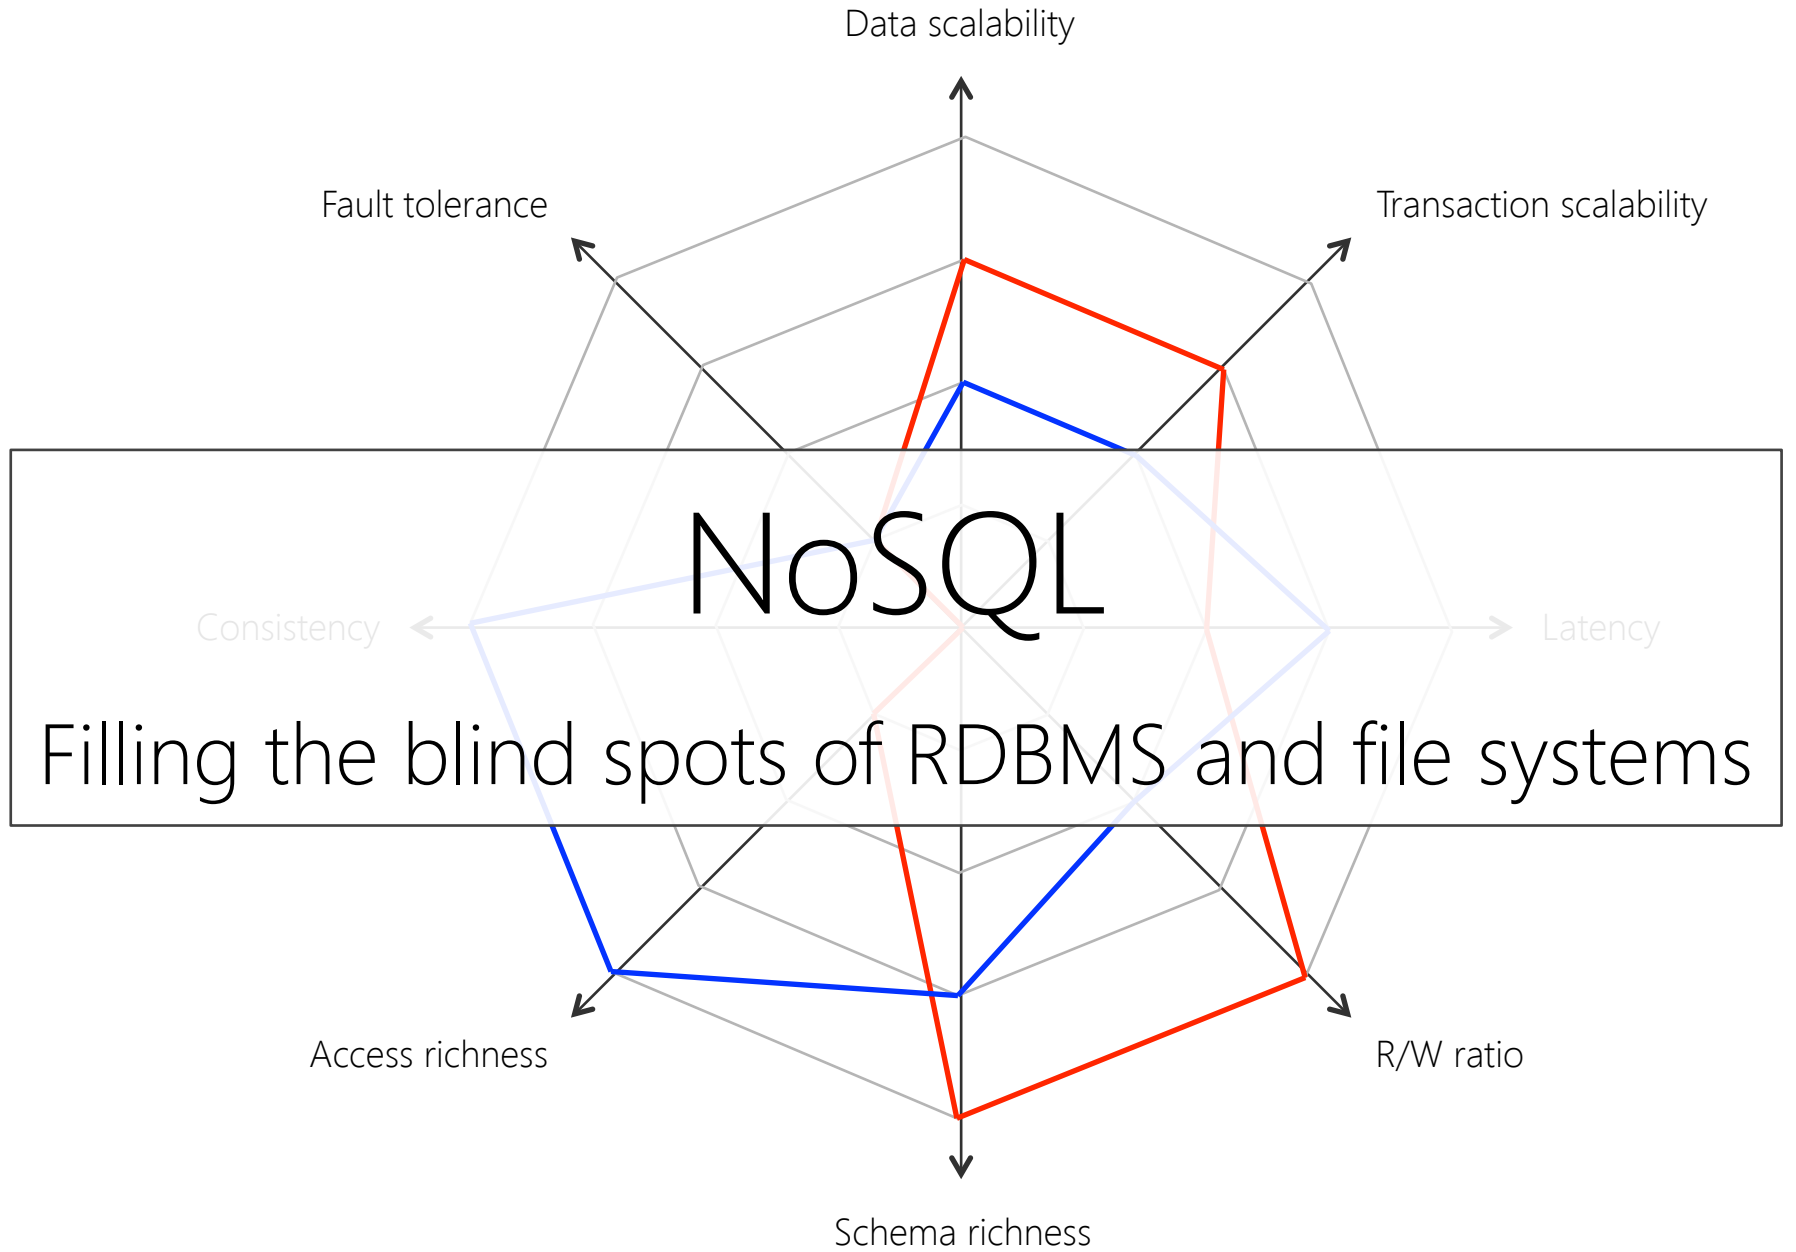 Data scalability
Fault tolerance
Transaction scalability
NoSQL
Consistency
Latency
Filling the blind spots of RDBMS and file systems
Access richness
R/W ratio
Schema richness